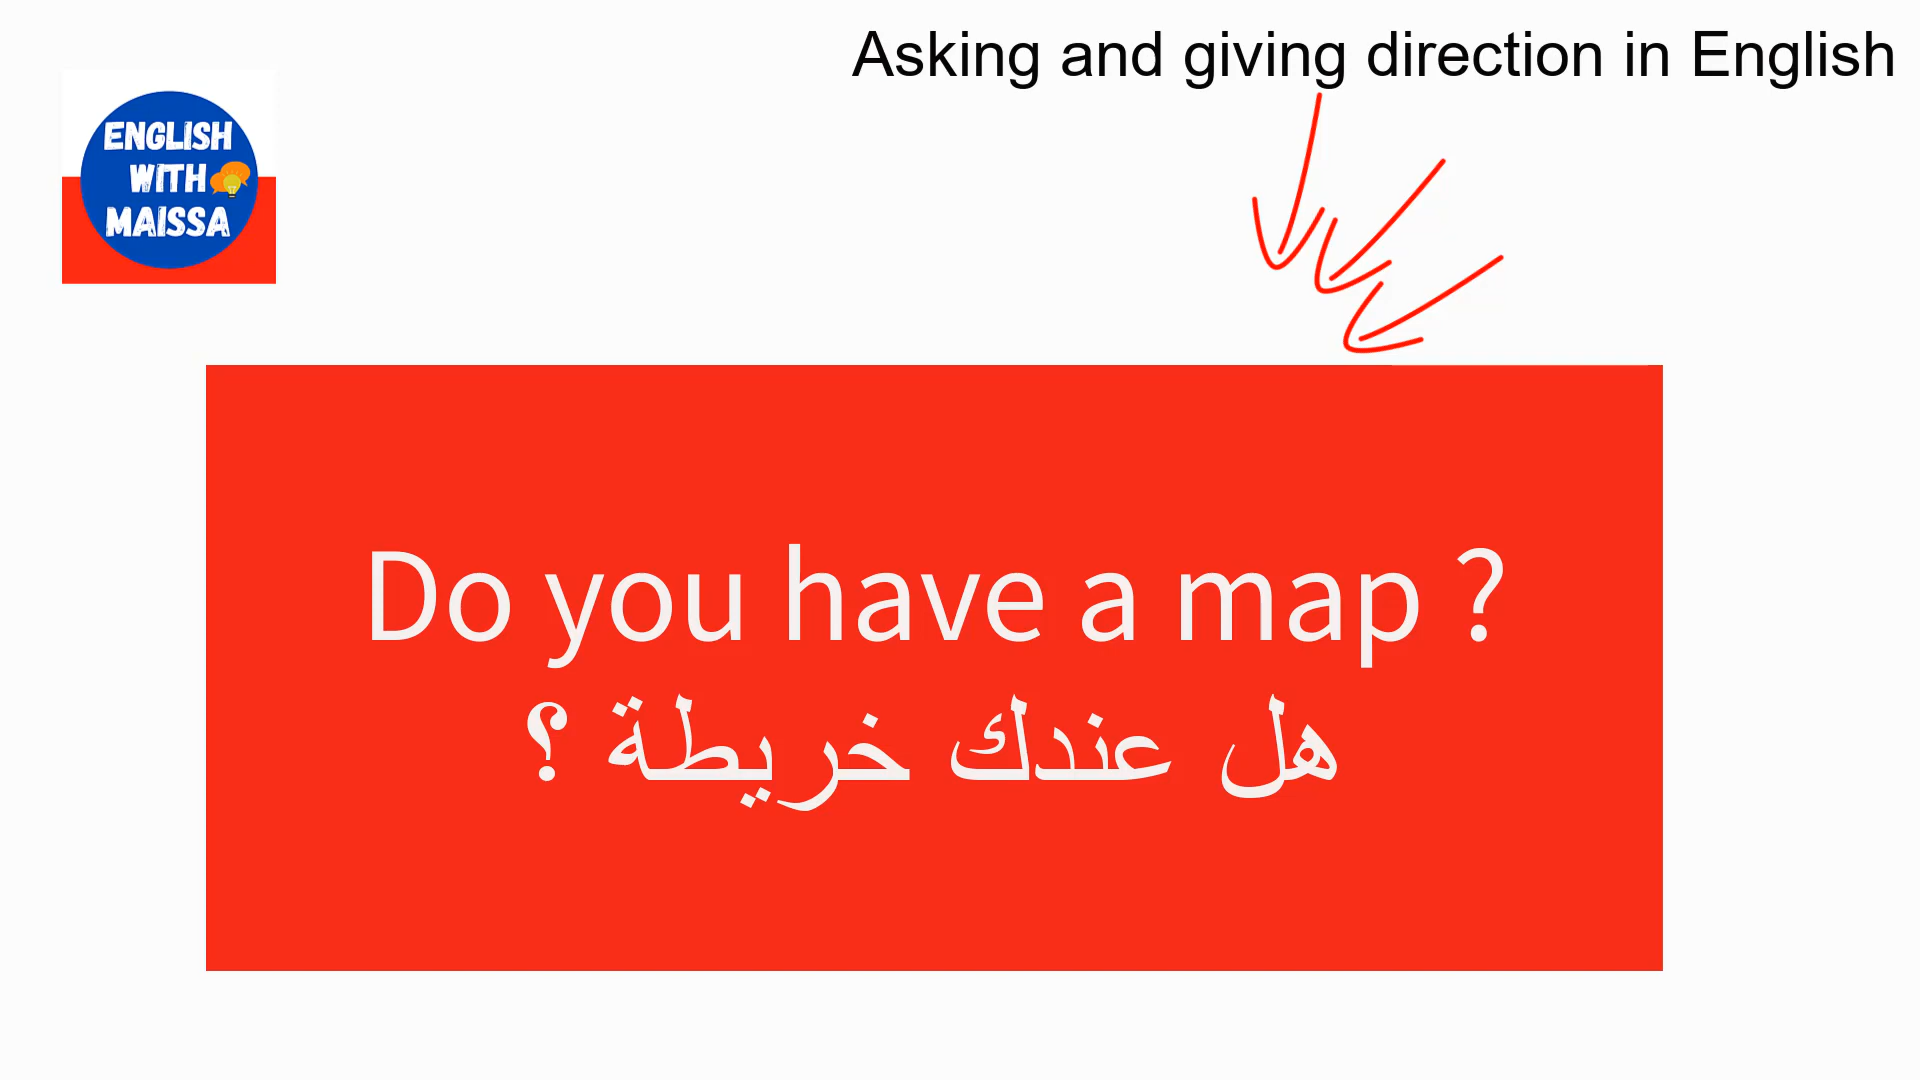 Asking and giving direction in English
ENGLISH
WITH
MAISSA
Do you have a map ?
هل عندك خريطة ؟